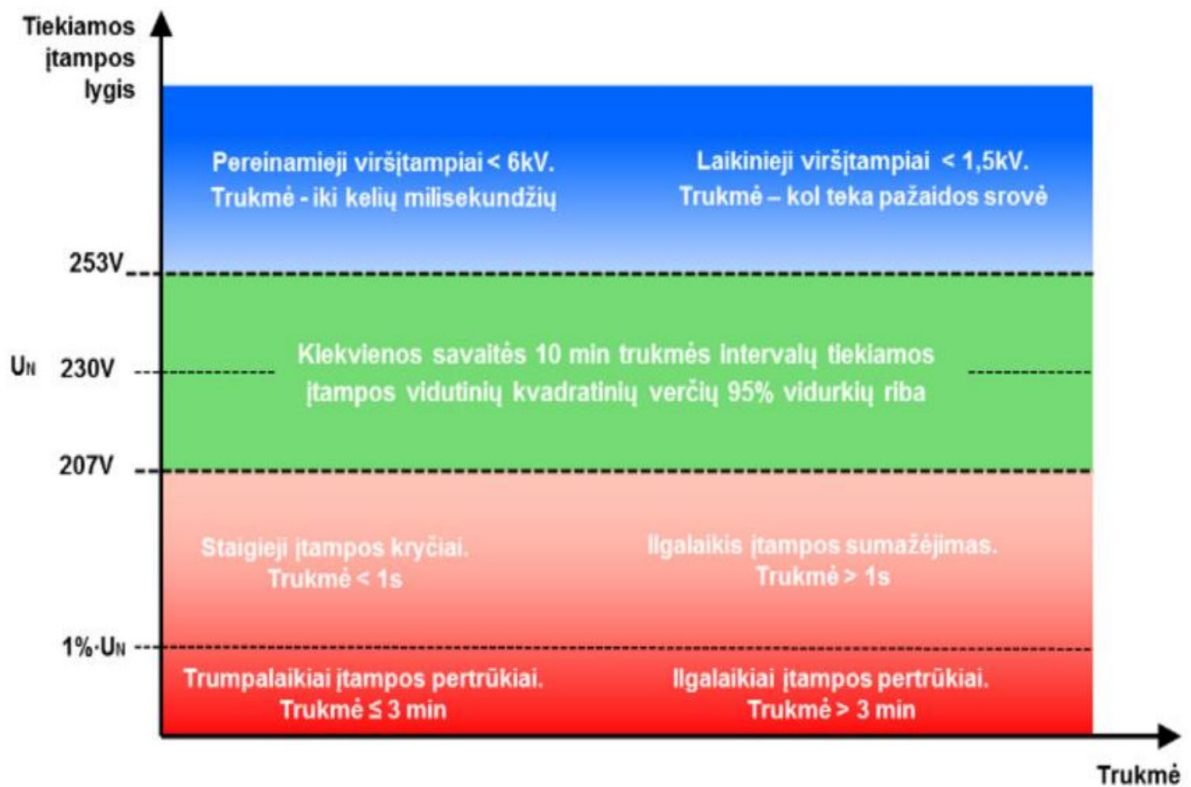 Tiekiamos
įtampos
lygis
Pereinamieji viršįtampiai < 6kV.
Trukmė - iki kelių milisekundžių
Laikinieji viršįtampiai < 1,5kV.
Trukmė – kol teka pažaidos srovė
253V
Kiekvienos savaitės 10 min trukmės intervalų tiekiamos
įtampos vidutinių kvadratinių verčių 95% vidurkių riba
UN 230V
207V
Staigieji įtampos kryčiai.
Trukmė < 1s
Ilgalaikis įtampos sumažėjimas.
Trukmė > 1s
1%·UN
Trumpalaikiai įtampos pertrūkiai.
Trukmė ≤ 3 min
Ilgalaikiai įtampos pertrūkiai.
Trukmė > 3 min
Trukmė